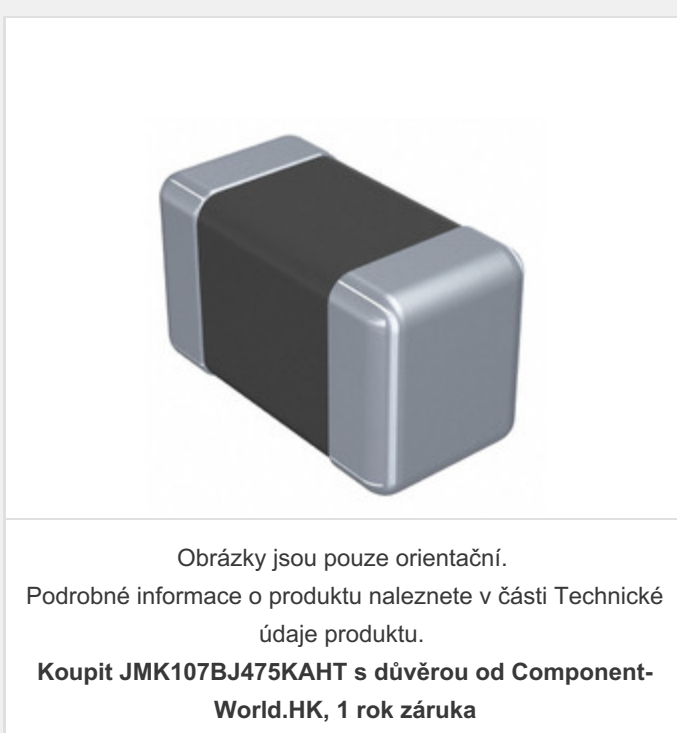 Obrázky jsou pouze orientační.
Podrobné informace o produktu naleznete v části Technické
údaje produktu.
Koupit JMK107BJ475KAHT s důvěrou od Component-
World.HK, 1 rok záruka